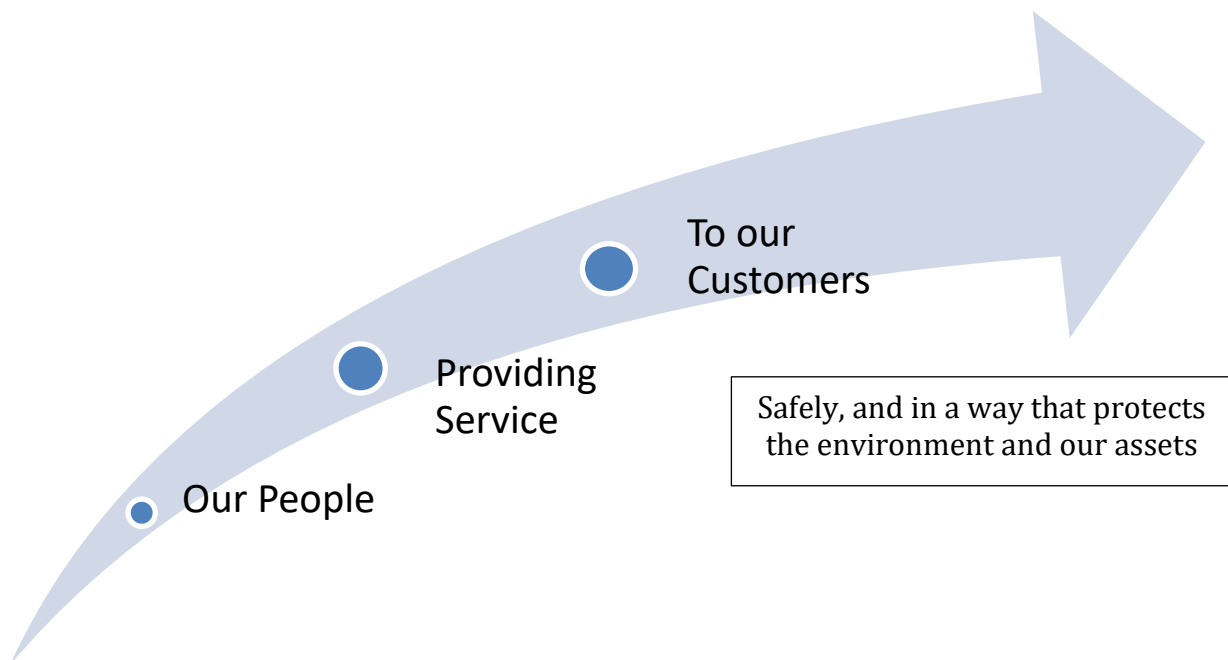 Our People
Providing
Service
To our
Customers
Safely, and in a way that protects
the environment and our assets